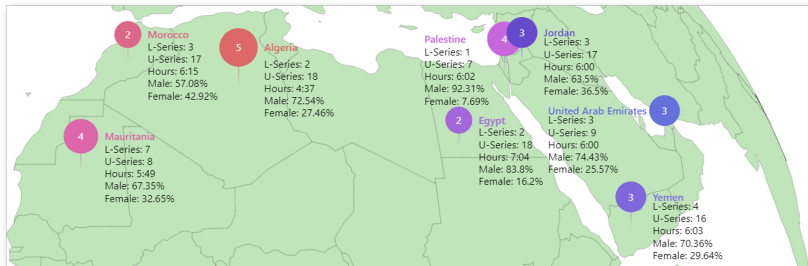 2
Morocco
L-Series: 3
U-Series: 17
Hours: 6:15
Male: 57.08%
Female: 42.92%
5
Algeria
L-Series: 2
U-Series: 18
Hours: 4:37
Male: 72.54%
Female: 27.46%
4
Mauritania
L-Series: 7
U-Series: 8
Hours: 5:49
Male: 67.35%
Female: 32.65%
Palestine
4
L-Series: 1
U-Series: 7
Hours: 6:02
Male: 92.31%
Female: 7.69%
3
Jordan
L-Series: 3
U-Series: 17
Hours: 6:00
Male: 63.5%
Female: 36.5%
2
Egypt
L-Series: 2
U-Series: 18
Hours: 7:04
Male: 83.8%
Female: 16.2%
United Arab Emirates
3
L-Series: 3
U-Series: 9
Hours: 6:00
Male: 74.43%
Female: 25.57%
3
Yemen
L-Series: 4
U-Series: 16
Hours: 6:03
Male: 70.36%
Female: 29.64%